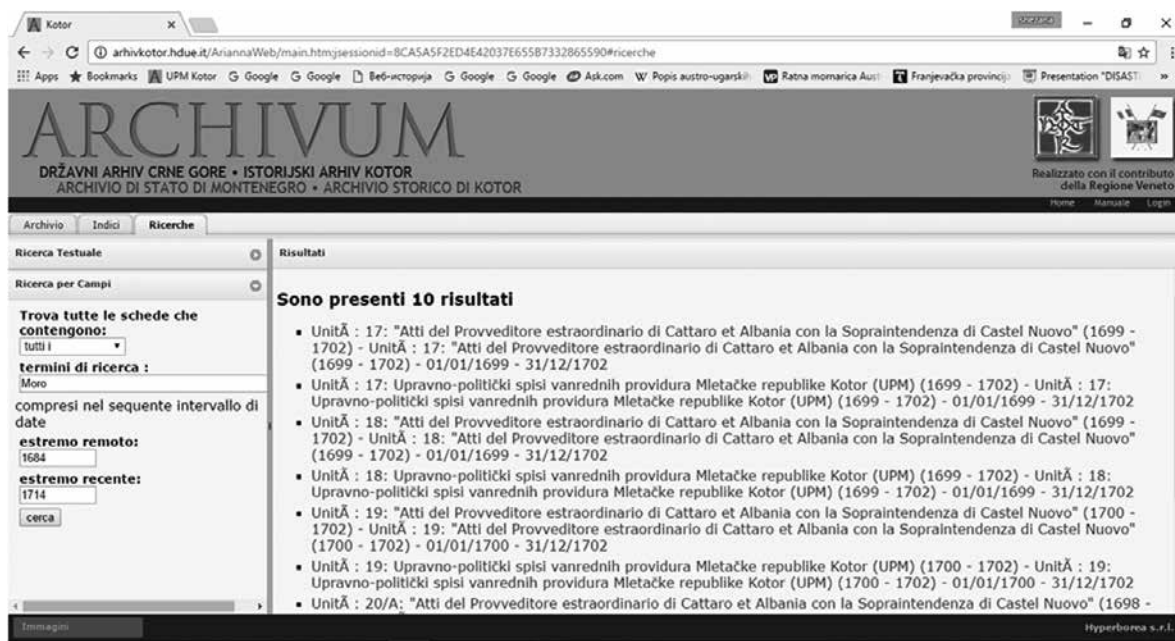 Kotor
arhivkotor.hdue.it/AriannaWeb/main.htm;jsessionid=8CA5A5F2ED4E42037E655B7332865590#ricerche
Apps Bookmarks UPM Kotor Google Google Веб-историја Google Google Ask.com Popis austro-ugarski Ratna mornarica Aust Franjevačka provincija Presentation "DISAST
ARCHIVUM
DRŽAVNI ARHIV CRNE GORE • ISTORIJSKI ARHIV KOTOR
ARCHIVIO DI STATO DI MONTENEGRO • ARCHIVIO STORICO DI KOTOR
Realizzato con il contributo
della Regione Veneto
Home Manuale Login
Archivio Indici Ricerche
Ricerca Testuale
Ricerca per Campi
Trova tutte le schede che
contengono:
tutti i
termini di ricerca :
Moro
compresi nel sequente intervallo di
date
estremo remoto:
1684
estremo recente:
1714
cerca
Risultati
Sono presenti 10 risultati
UnitÃ : 17: "Atti del Provveditore estraordinario di Cattaro et Albania con la Sopraintendenza di Castel Nuovo" (1699 -
1702) - UnitÃ : 17: "Atti del Provveditore estraordinario di Cattaro et Albania con la Sopraintendenza di Castel Nuovo"
(1699 - 1702) - 01/01/1699 - 31/12/1702
UnitÃ : 17: Upravno-politički spisi vanrednih providura Mletačke republike Kotor (UPM) (1699 - 1702) - UnitÃ : 17:
Upravno-politički spisi vanrednih providura Mletačke republike Kotor (UPM) (1699 - 1702) - 01/01/1699 - 31/12/1702
UnitÃ : 18: "Atti del Provveditore estraordinario di Cattaro et Albania con la Sopraintendenza di Castel Nuovo" (1699 -
1702) - UnitÃ : 18: "Atti del Provveditore estraordinario di Cattaro et Albania con la Sopraintendenza di Castel Nuovo"
(1699 - 1702) - 01/01/1699 - 31/12/1702
UnitÃ : 18: Upravno-politički spisi vanrednih providura Mletačke republike Kotor (UPM) (1699 - 1702) - UnitÃ : 18:
Upravno-politički spisi vanrednih providura Mletačke republike Kotor (UPM) (1699 - 1702) - 01/01/1699 - 31/12/1702
UnitÃ : 19: "Atti del Provveditore estraordinario di Cattaro et Albania con la Sopraintendenza di Castel Nuovo" (1700 -
1702) - UnitÃ : 19: "Atti del Provveditore estraordinario di Cattaro et Albania con la Sopraintendenza di Castel Nuovo"
(1700 - 1702) - 01/01/1700 - 31/12/1702
UnitÃ : 19: Upravno-politički spisi vanrednih providura Mletačke republike Kotor (UPM) (1700 - 1702) - UnitÃ : 19:
Upravno-politički spisi vanrednih providura Mletačke republike Kotor (UPM) (1700 - 1702) - 01/01/1700 - 31/12/1702
UnitÃ : 20/A: "Atti del Provveditore estraordinario di Cattaro et Albania con la Sopraintendenza di Castel Nuovo" (1698 -
Immagini
Hyperborea s.r.l.